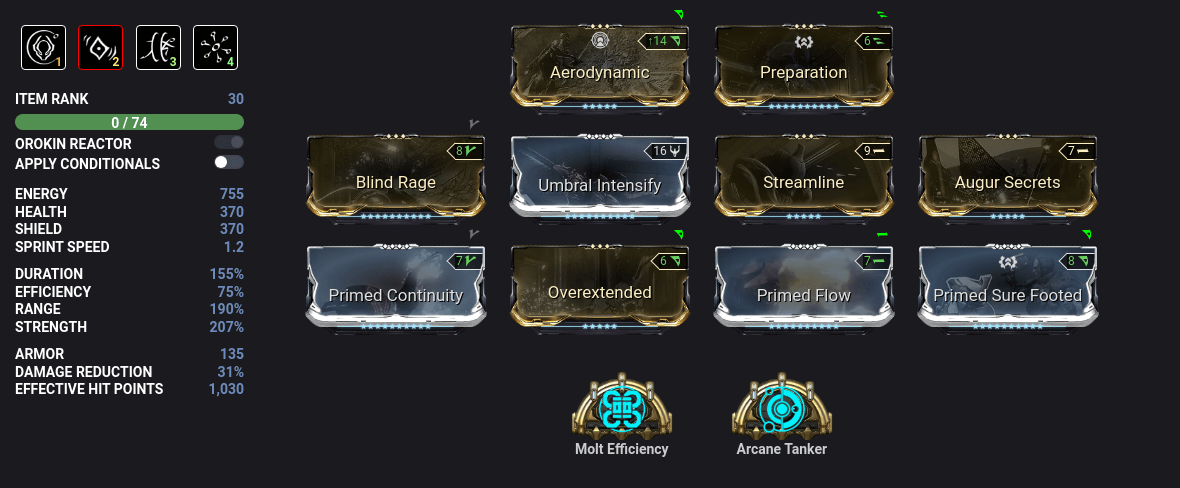 1 2 3 4
ITEM RANK 30
0 / 74
OROKIN REACTOR
APPLY CONDITIONALS
ENERGY 755
HEALTH 370
SHIELD 370
SPRINT SPEED 1.2
DURATION 155%
EFFICIENCY 75%
RANGE 190%
STRENGTH 207%
ARMOR 135
DAMAGE REDUCTION 31%
EFFECTIVE HIT POINTS 1,030
↑14 6
Aerodynamic Preparation
8 16 9 7
Blind Rage Umbral Intensify Streamline Augur Secrets
7 6 7 8
Primed Continuity Overextended Primed Flow Primed Sure Footed
Molt Efficiency Arcane Tanker